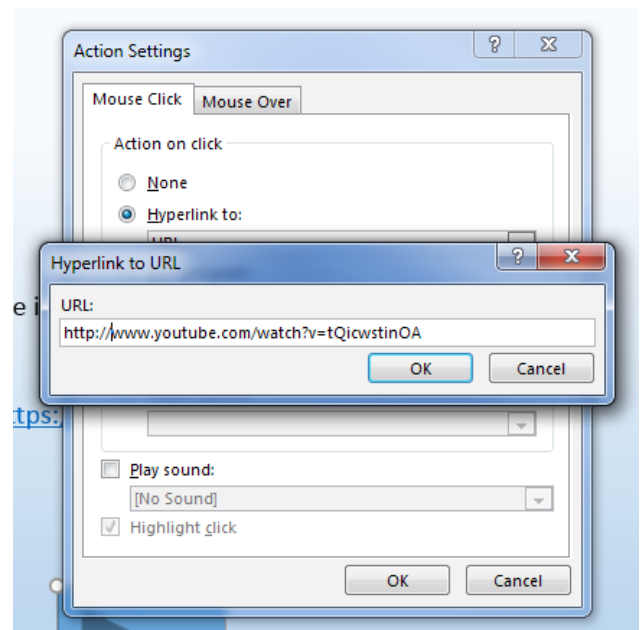 Action Settings
Mouse Click Mouse Over
Action on click
None
Hyperlink to:
URL...
Hyperlink to URL
e i
URL:
http://www.youtube.com/watch?v=tQicwstinOA
OK Cancel
ttps:/
Play sound:
[No Sound]
Highlight click
OK Cancel